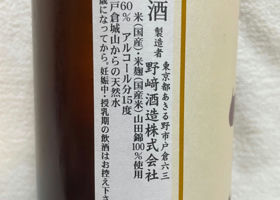 酒
製造者 野﨑酒造株式会社
東京都あきる野市戸倉六三
米(国産)・米麹(国産米)山田錦100%使用
60% アルコール分15度
戸倉城山からの天然水
歳になってから。妊娠中・授乳期の飲酒はお控え下さ